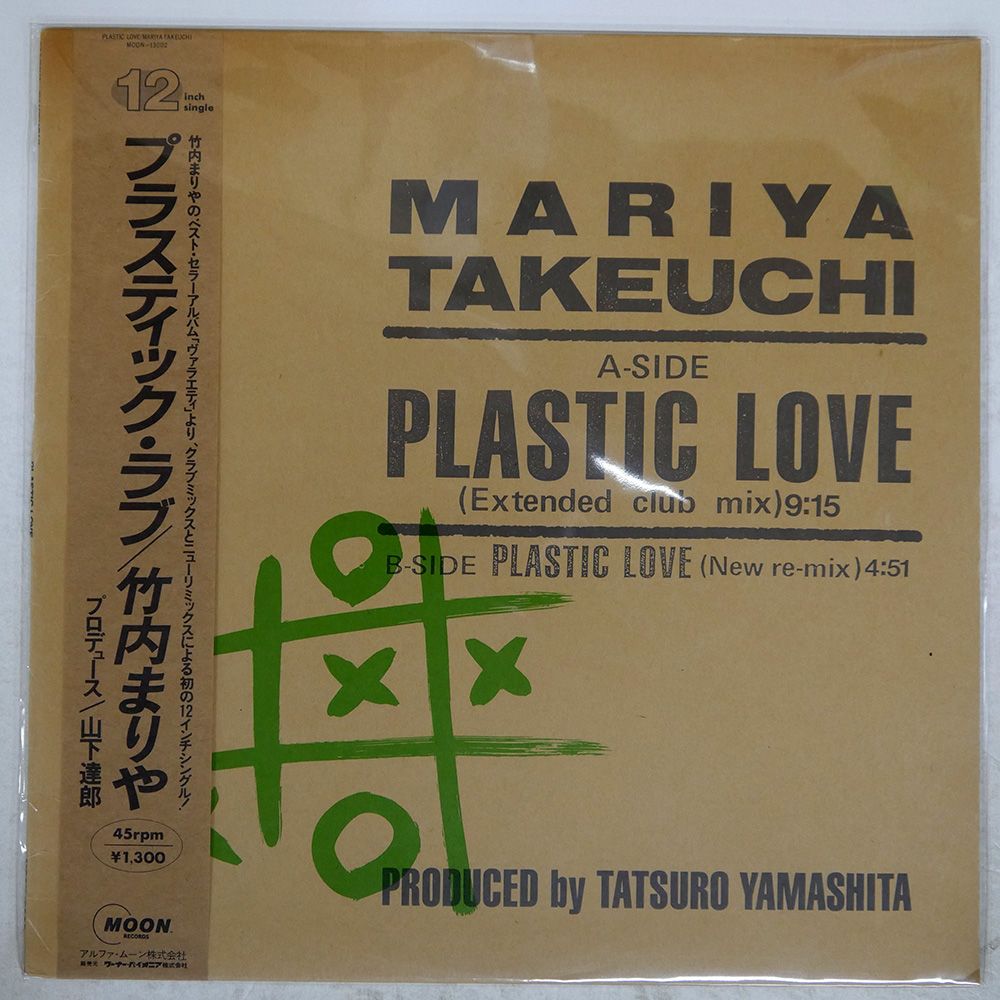 PLASTIC LOVE/MARIYA TAKEUCHI
MOON-13002
12 inch single
竹内まりやのベスト・セラーアルバム「ヴァラエティ」より、クラブミックスとニューリミックスによる初の12インチシングル!
プラスティック・ラブ/竹内まりや
プロデュース/山下達郎
45rpm
¥1,300
MOON
RECORDS
アルファ・ムーン株式会社
販売元 ワーナー・パイオニア株式会社
MARIYA
TAKEUCHI
A-SIDE
PLASTIC LOVE
(Extended club mix)9:15
B-SIDE PLASTIC LOVE (New re-mix)4:51
PRODUCED by TATSURO YAMASHITA